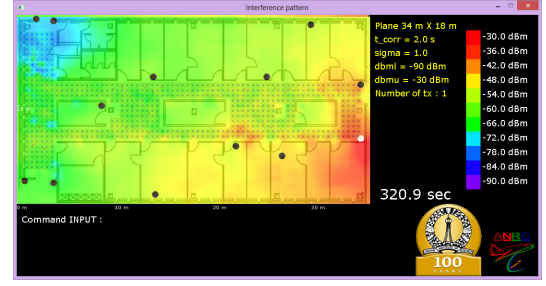 Interference pattern
Plane 34 m X 18 m
t_corr = 2.0 s
sigma = 1.0
dbml = -90 dBm
dbmu = -30 dBm
Number of tx : 1
-30.0 dBm
-36.0 dBm
-42.0 dBm
-48.0 dBm
-54.0 dBm
-60.0 dBm
-66.0 dBm
-72.0 dBm
-78.0 dBm
-84.0 dBm
-90.0 dBm
0 m
10 m
20 m
30 m
320.9 sec
Command INPUT :
100
YEARS